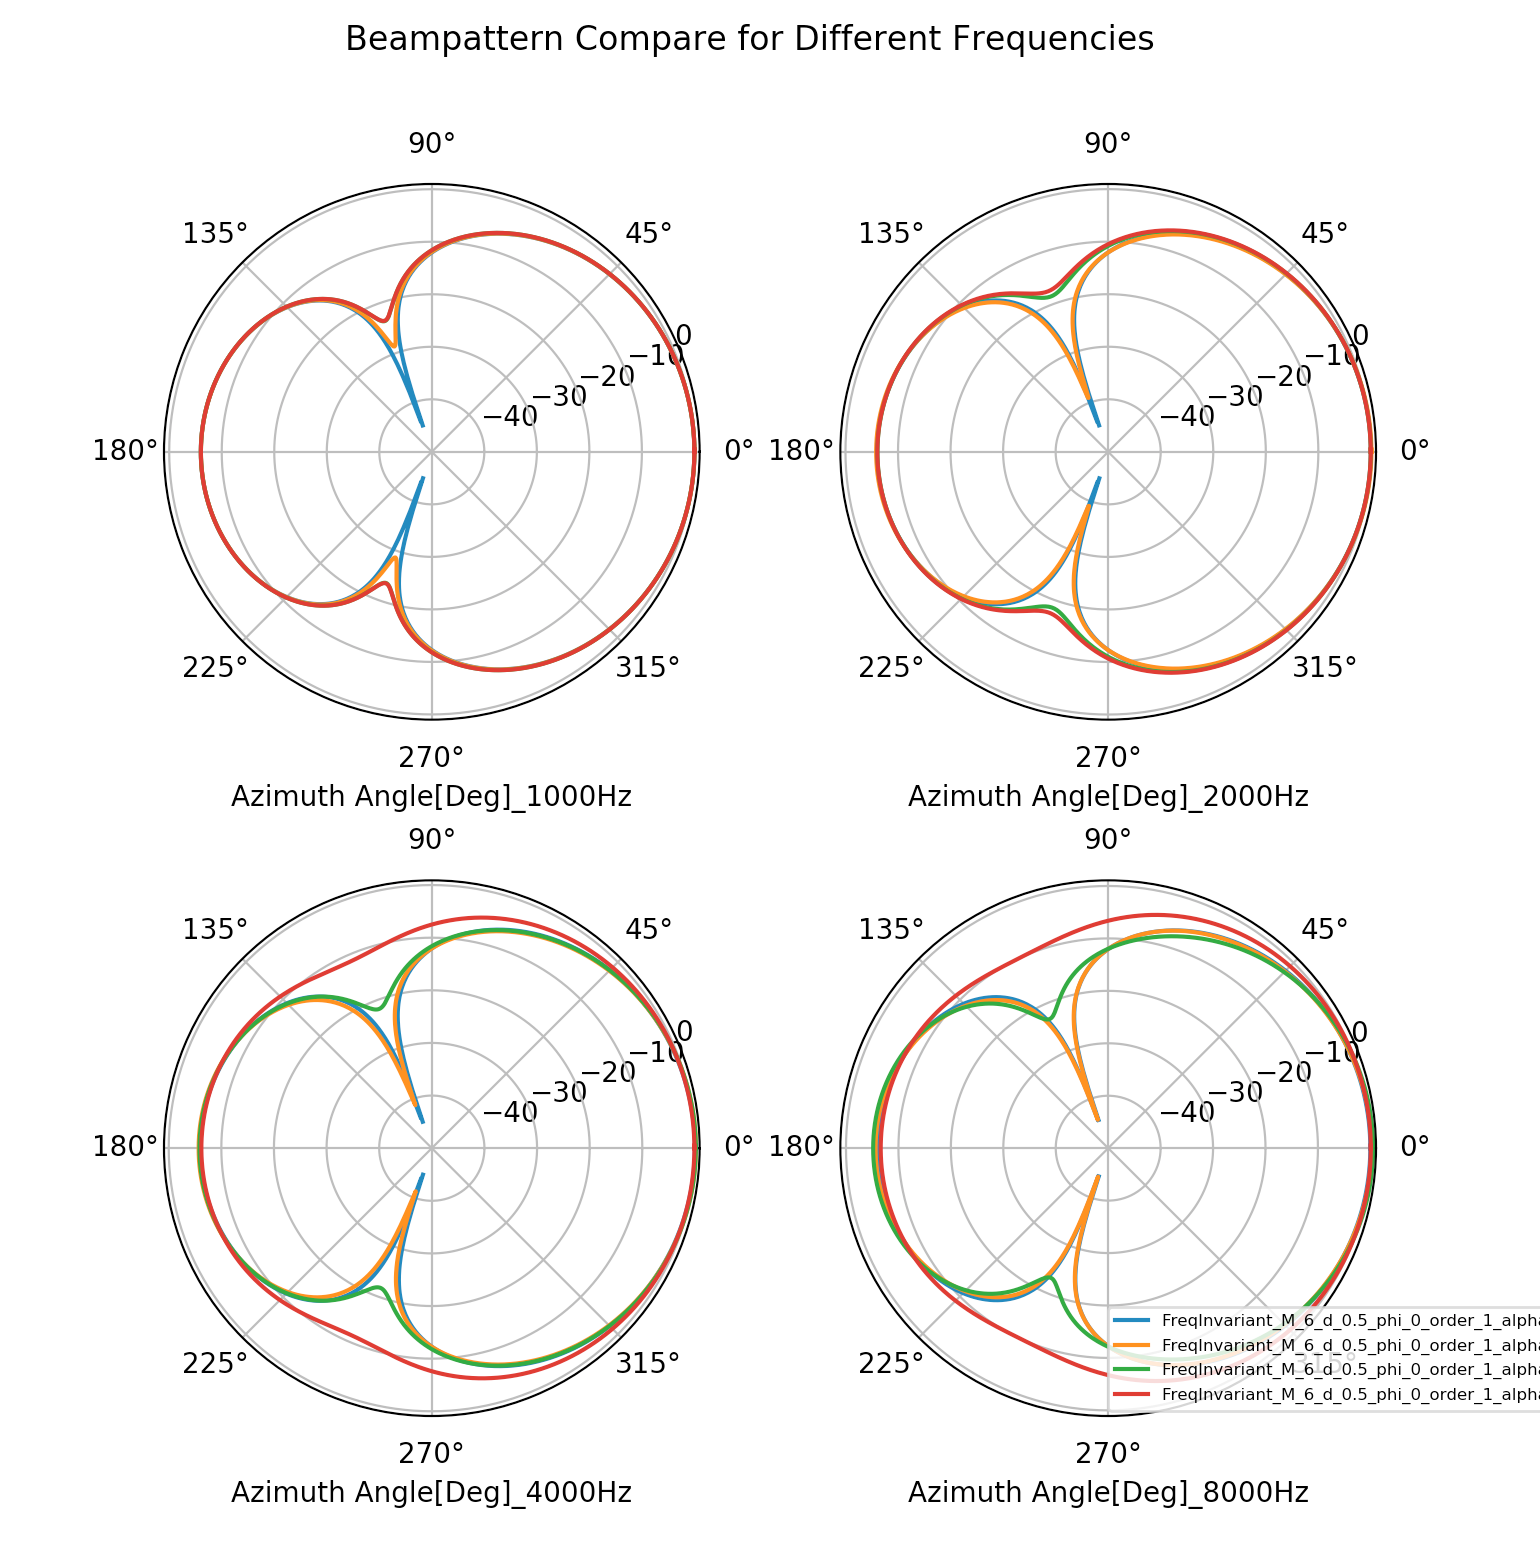 Beampattern Compare for Different Frequencies
90° 90°
135° 45° 135° 45°
0 0
−10 −10
−20 −20
−30 −30
−40 −40
180° 0° 180° 0°
225° 315° 225° 315°
270° 270°
Azimuth Angle[Deg]_1000Hz Azimuth Angle[Deg]_2000Hz
90° 90°
135° 45° 135° 45°
0 0
−10 −10
−20 −20
−30 −30
−40 −40
180° 0° 180° 0°
FreqInvariant_M_6_d_0.5_phi_0_order_1_alpha
FreqInvariant_M_6_d_0.5_phi_0_order_1_alpha
225° 315° 225° 315°
FreqInvariant_M_6_d_0.5_phi_0_order_1_alpha
FreqInvariant_M_6_d_0.5_phi_0_order_1_alpha
270° 270°
Azimuth Angle[Deg]_4000Hz Azimuth Angle[Deg]_8000Hz